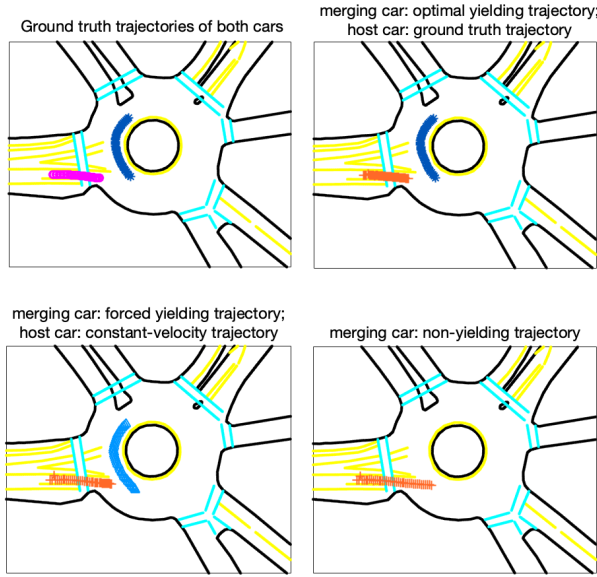 Ground truth trajectories of both cars
merging car: optimal yielding trajectory;
host car: ground truth trajectory
merging car: forced yielding trajectory;
host car: constant-velocity trajectory
merging car: non-yielding trajectory